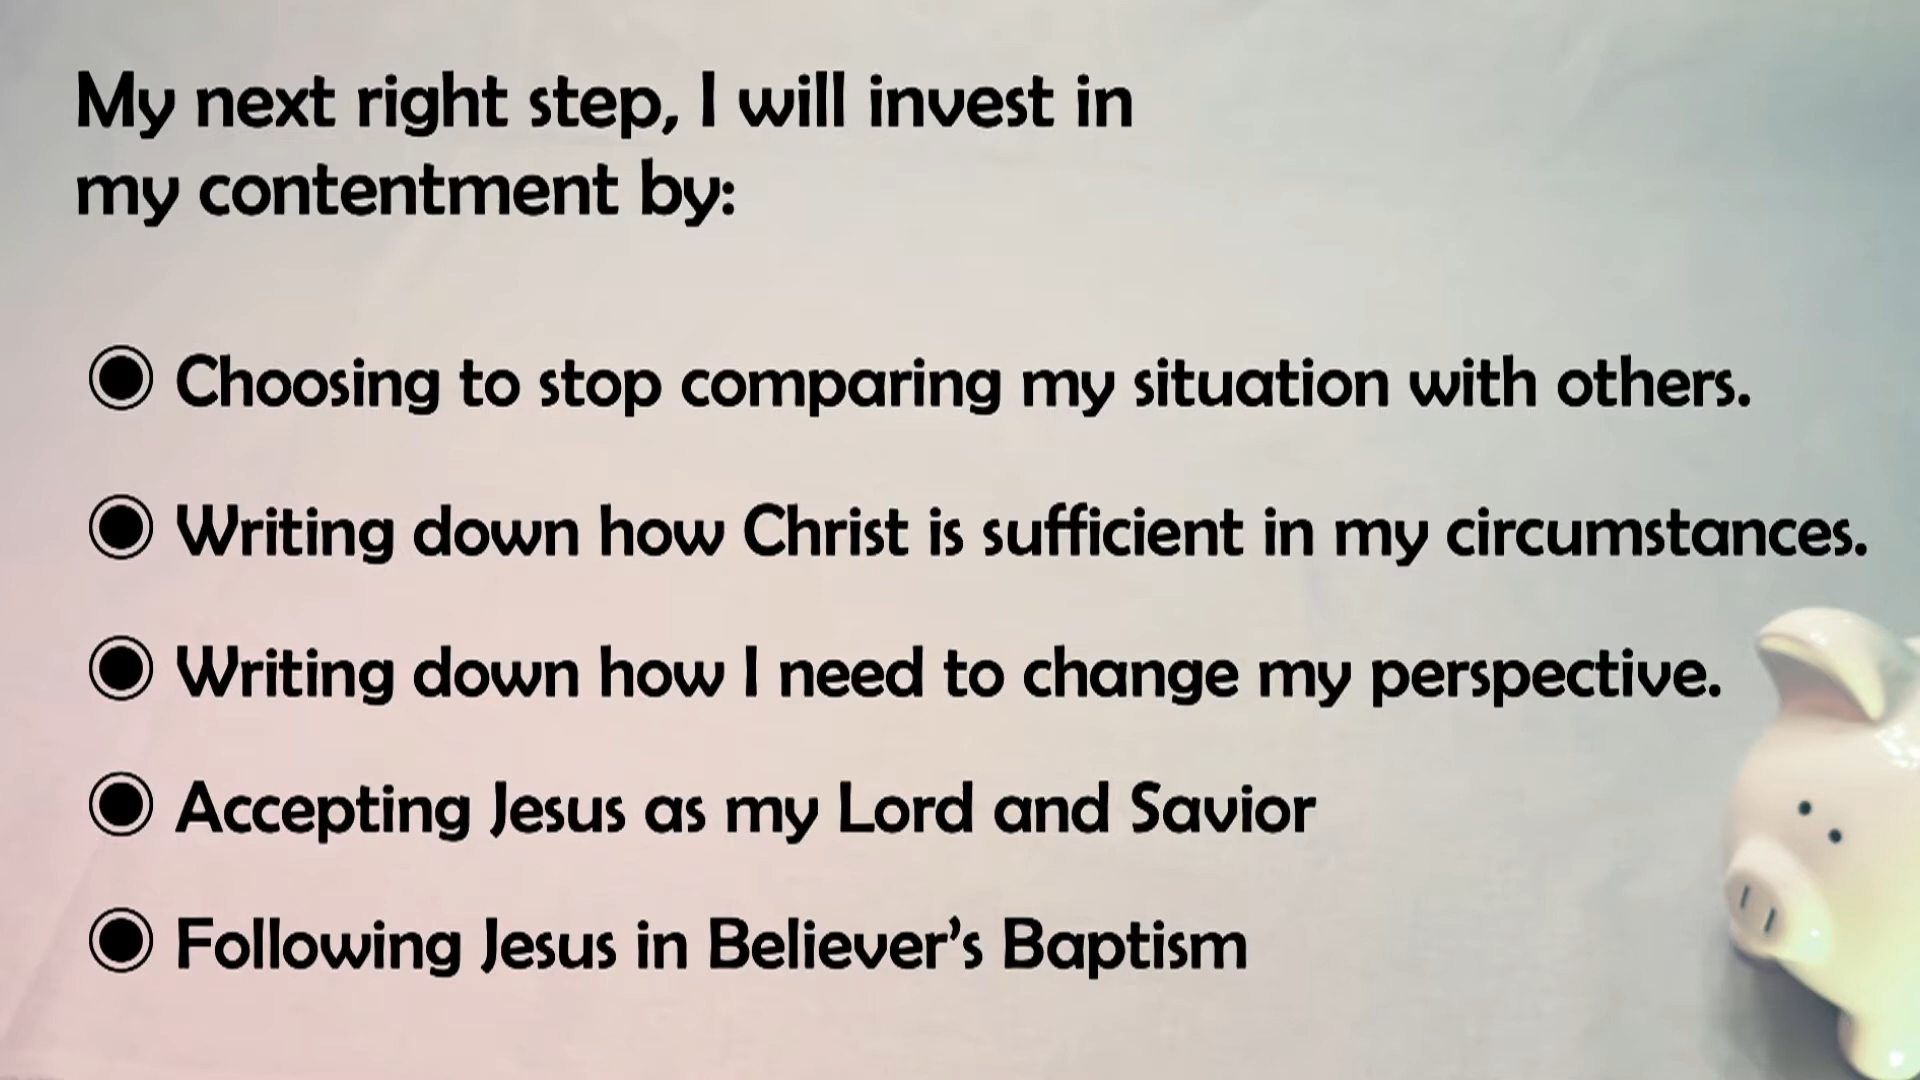 My next right step, I will invest in
my contentment by:
Choosing to stop comparing my situation with others.
Writing down how Christ is sufficient in my circumstances.
Writing down how I need to change my perspective.
Accepting Jesus as my Lord and Savior
Following Jesus in Believer’s Baptism